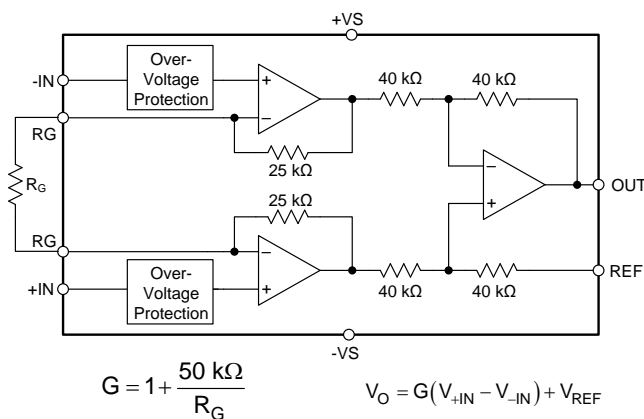 +VS
-IN
Over-
Voltage
Protection
+
−
40 kΩ
40 kΩ
RG
25 kΩ
RG
−
+
OUT
25 kΩ
RG
+IN
Over-
Voltage
Protection
−
+
40 kΩ
40 kΩ
REF
-VS
G = 1 + 50 kΩ / RG
VO = G(V+IN − V−IN) + VREF